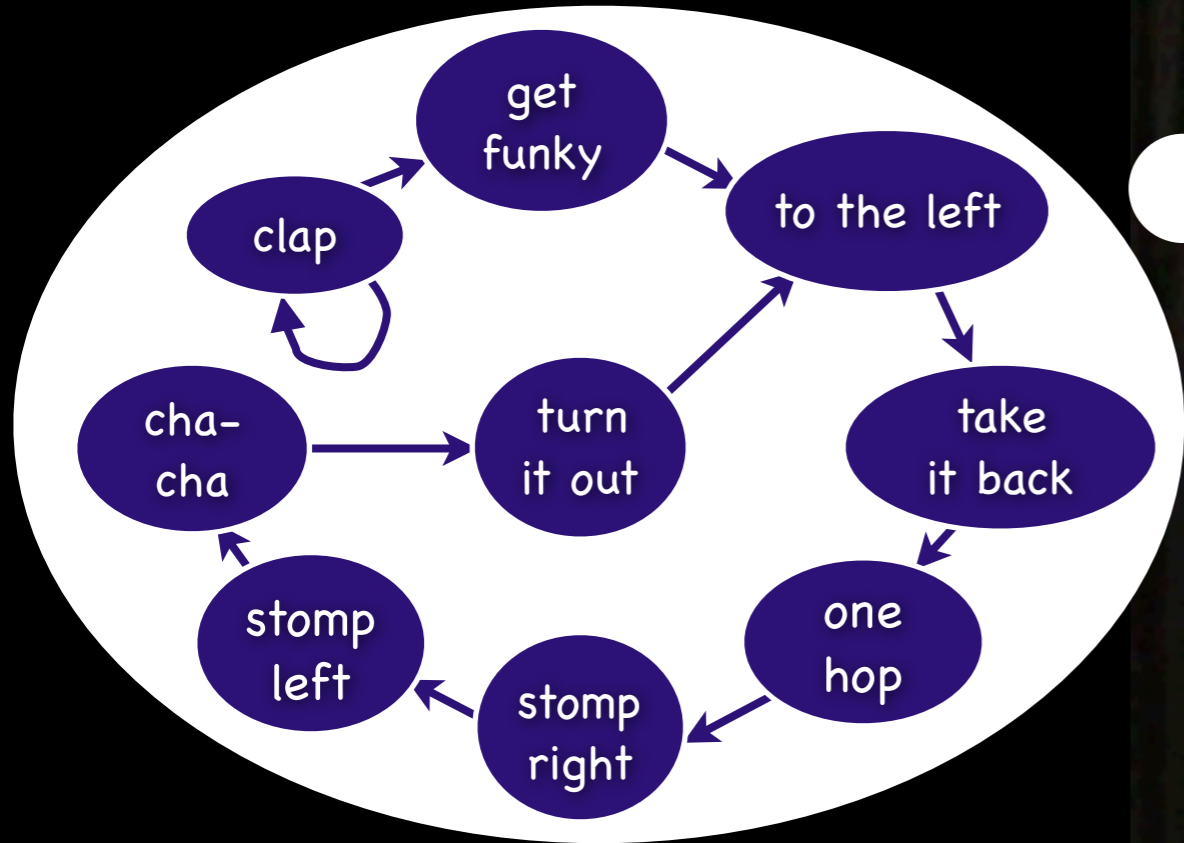 get
funky
to the left
clap
cha-
cha
turn
it out
take
it back
one
hop
stomp
left
stomp
right